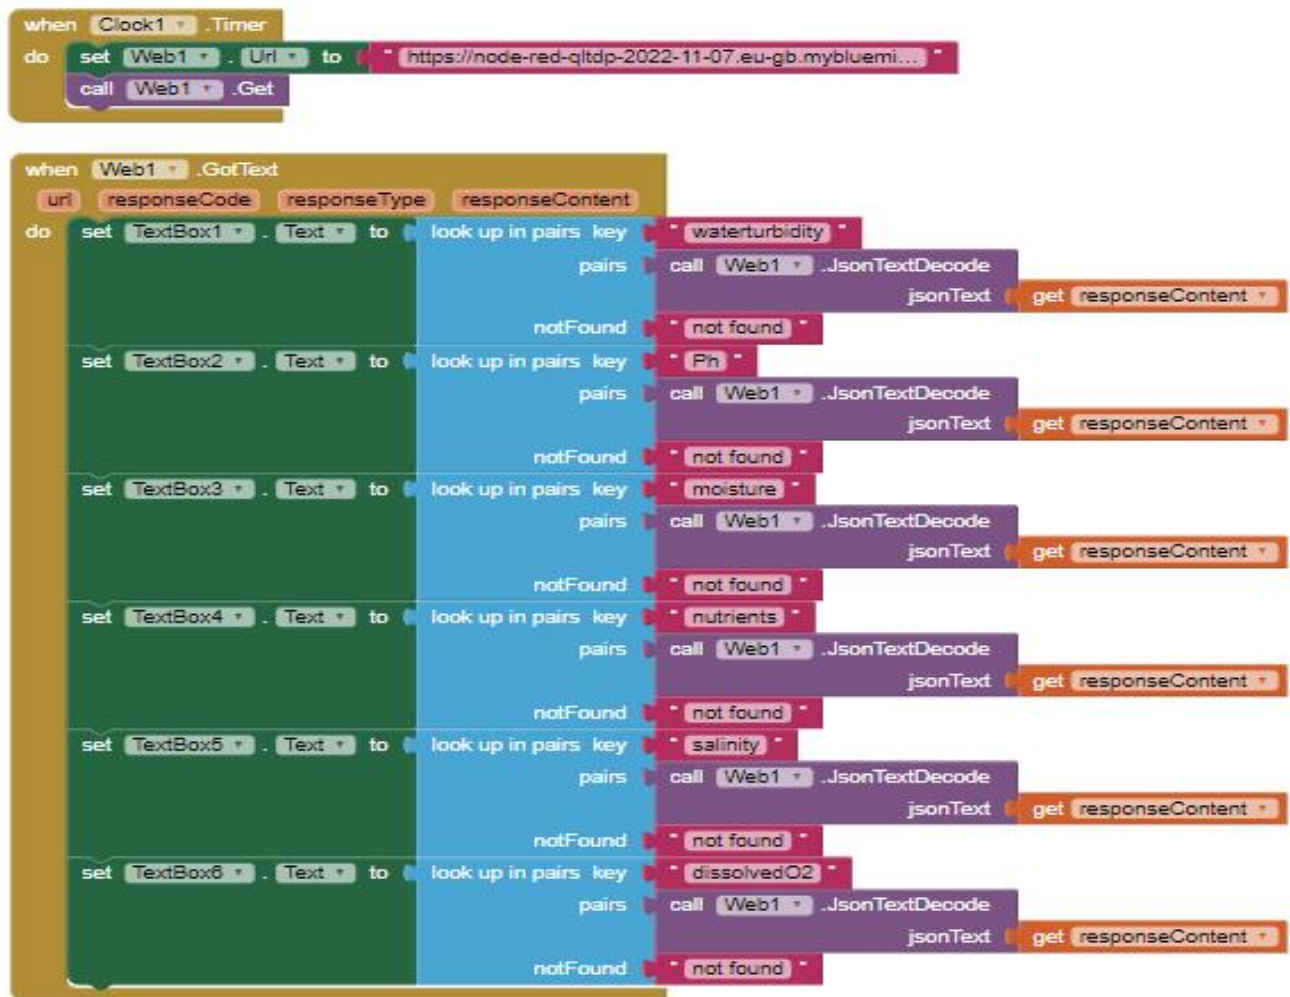 when Clock1 .Timer
do set Web1 . Url to " https://node-red-qltdp-2022-11-07.eu-gb.mybluemi... "
call Web1 .Get
when Web1 .GotText
url responseCode responseType responseContent
do set TextBox1 . Text to look up in pairs key " waterturbidity "
pairs call Web1 .JsonTextDecode
jsonText get responseContent
notFound " not found "
set TextBox2 . Text to look up in pairs key " Ph "
pairs call Web1 .JsonTextDecode
jsonText get responseContent
notFound " not found "
set TextBox3 . Text to look up in pairs key " moisture "
pairs call Web1 .JsonTextDecode
jsonText get responseContent
notFound " not found "
set TextBox4 . Text to look up in pairs key " nutrients "
pairs call Web1 .JsonTextDecode
jsonText get responseContent
notFound " not found "
set TextBox5 . Text to look up in pairs key " salinity "
pairs call Web1 .JsonTextDecode
jsonText get responseContent
notFound " not found "
set TextBox6 . Text to look up in pairs key " dissolvedO2 "
pairs call Web1 .JsonTextDecode
jsonText get responseContent
notFound " not found "